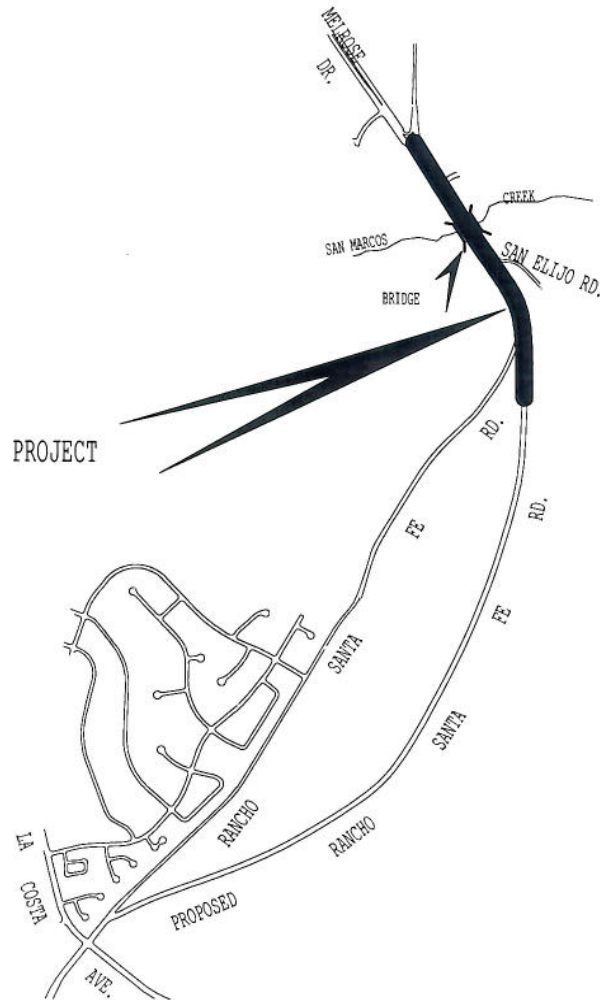 MELROSE
DR.
CREEK
SAN MARCOS
SAN ELIJO RD.
BRIDGE
PROJECT
RANCHO SANTA FE RD.
PROPOSED RANCHO SANTA FE RD.
LA COSTA AVE.